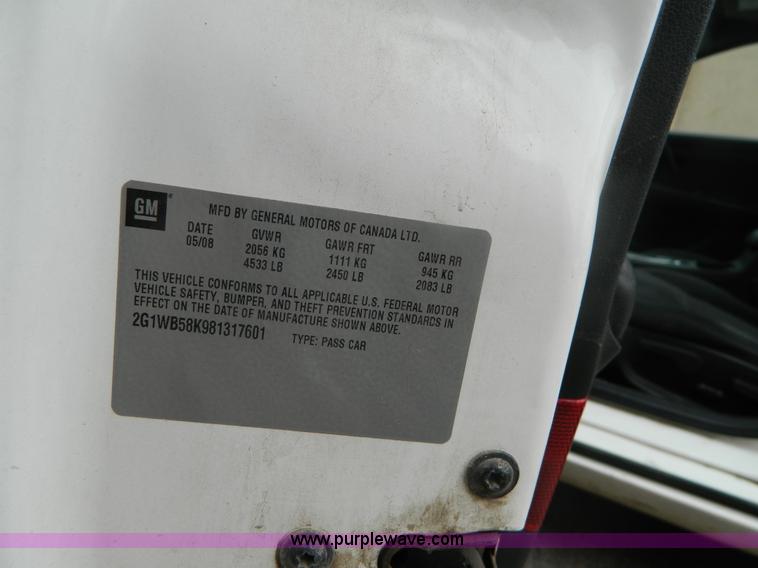 GM
MFD BY GENERAL MOTORS OF CANADA LTD.
DATE GVWR GAWR FRT GAWR RR
05/08 2056 KG 1111 KG 945 KG
4533 LB 2450 LB 2083 LB
THIS VEHICLE CONFORMS TO ALL APPLICABLE U.S. FEDERAL MOTOR
VEHICLE SAFETY, BUMPER, AND THEFT PREVENTION STANDARDS IN
EFFECT ON THE DATE OF MANUFACTURE SHOWN ABOVE.
2G1WB58K981317601 TYPE: PASS CAR
www.purplewave.com